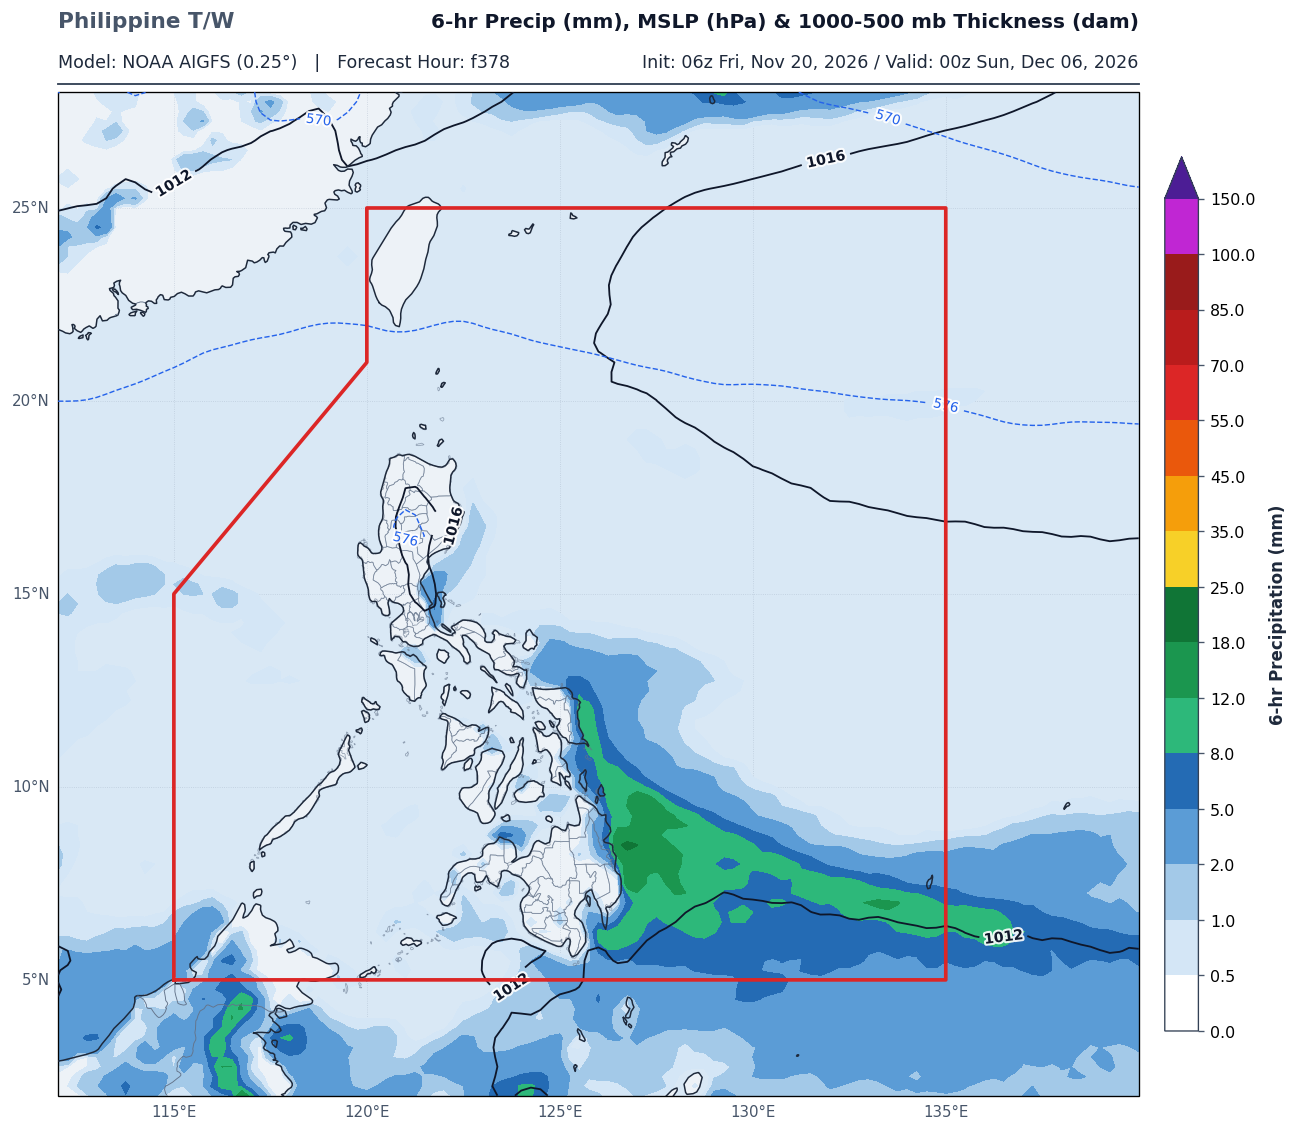 Philippine T/W
6-hr Precip (mm), MSLP (hPa) & 1000-500 mb Thickness (dam)
Model: NOAA AIGFS (0.25°) | Forecast Hour: f378
Init: 06z Fri, Nov 20, 2026 / Valid: 00z Sun, Dec 06, 2026
570
570
1016
1012
25°N
150.0
100.0
85.0
70.0
55.0
45.0
35.0
25.0
18.0
12.0
8.0
5.0
2.0
1.0
0.5
0.0
6-hr Precipitation (mm)
20°N
576
1016
576
15°N
10°N
1012
5°N
1012
115°E
120°E
125°E
130°E
135°E